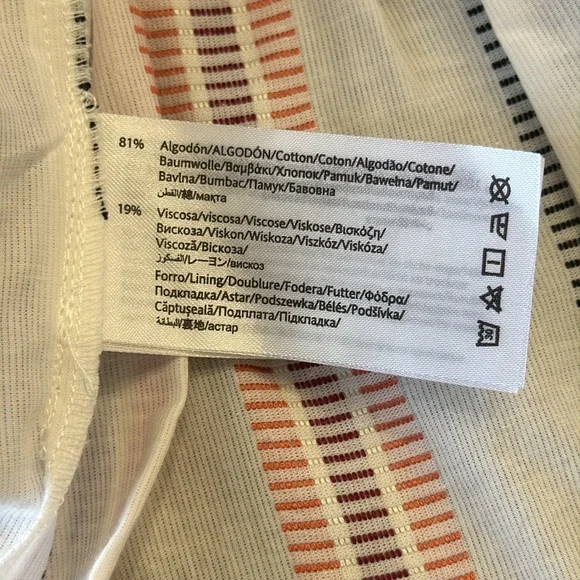 81% Algodón/ALGODÓN/Cotton/Coton/Algodão/Cotone/
Baumwolle/Βαμβάκι/Хлопок/Pamuk/Bawełna/Pamut/
Bavlna/Bumbac/Памук/Бавовна
القطن/綿/мақта
19% Viscosa/viscosa/Viscose/Viskose/Βισκόζη/
Вискоза/Viskon/Wiskoza/Viszkóz/Viskóza/
Viscoză/Віскоза/
الفسكوز/レーヨン/вискоз
Forro/Lining/Doublure/Fodera/Futter/Φόδρα/
Подкладка/Astar/Podszewka/Bélés/Podšívka/
Căptușeală/Подплата/Підкладка/
البطانة/裏地/астар
30